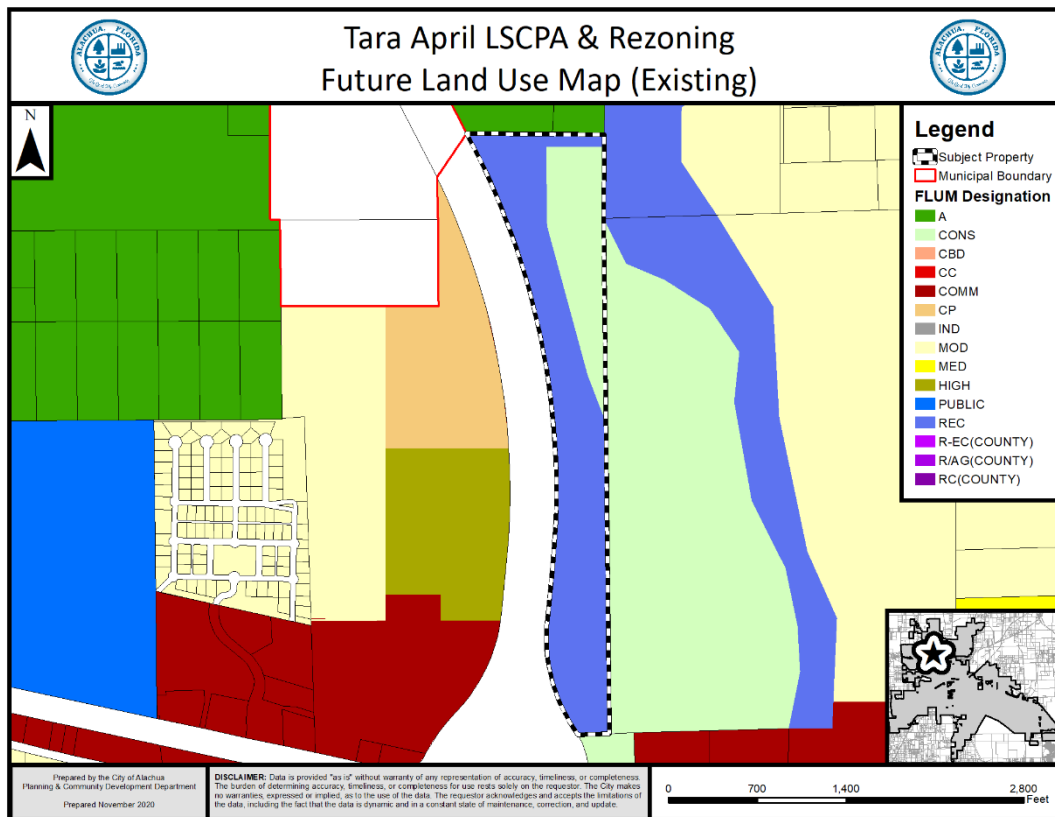 ALACHUA, FLORIDA
Tara April LSCPA & Rezoning
Future Land Use Map (Existing)
ALACHUA, FLORIDA
N
Legend
Subject Property
Municipal Boundary
FLUM Designation
A
CONS
CBD
CC
COMM
CP
IND
MOD
MED
HIGH
PUBLIC
REC
R-EC(COUNTY)
R/AG(COUNTY)
RC(COUNTY)
Prepared by the City of Alachua
Planning & Community Development Department
Prepared November 2020
DISCLAIMER: Data is provided "as is" without warranty of any representation of accuracy, timeliness, or completeness.
The burden of determining accuracy, timeliness, or completeness for use rests solely on the requestor. The City makes
no warranties, expressed or implied, as to the use of the data. The requestor acknowledges and accepts the limitations of
the data, including the fact that the data is dynamic and in a constant state of maintenance, correction, and update.
0 700 1,400 2,800
Feet